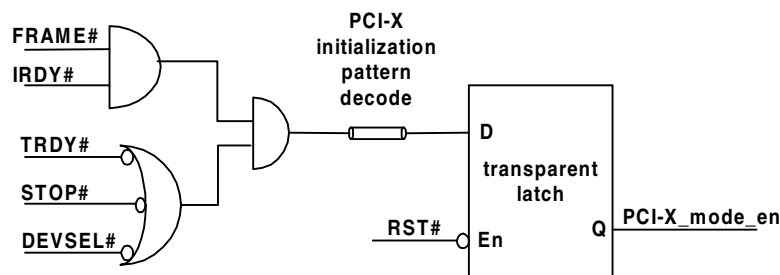 PCI-X
initialization
pattern
decode
FRAME#
IRDY#
TRDY#
STOP#
DEVSEL#
D
transparent
latch
RST#
En
Q
PCI-X_mode_en